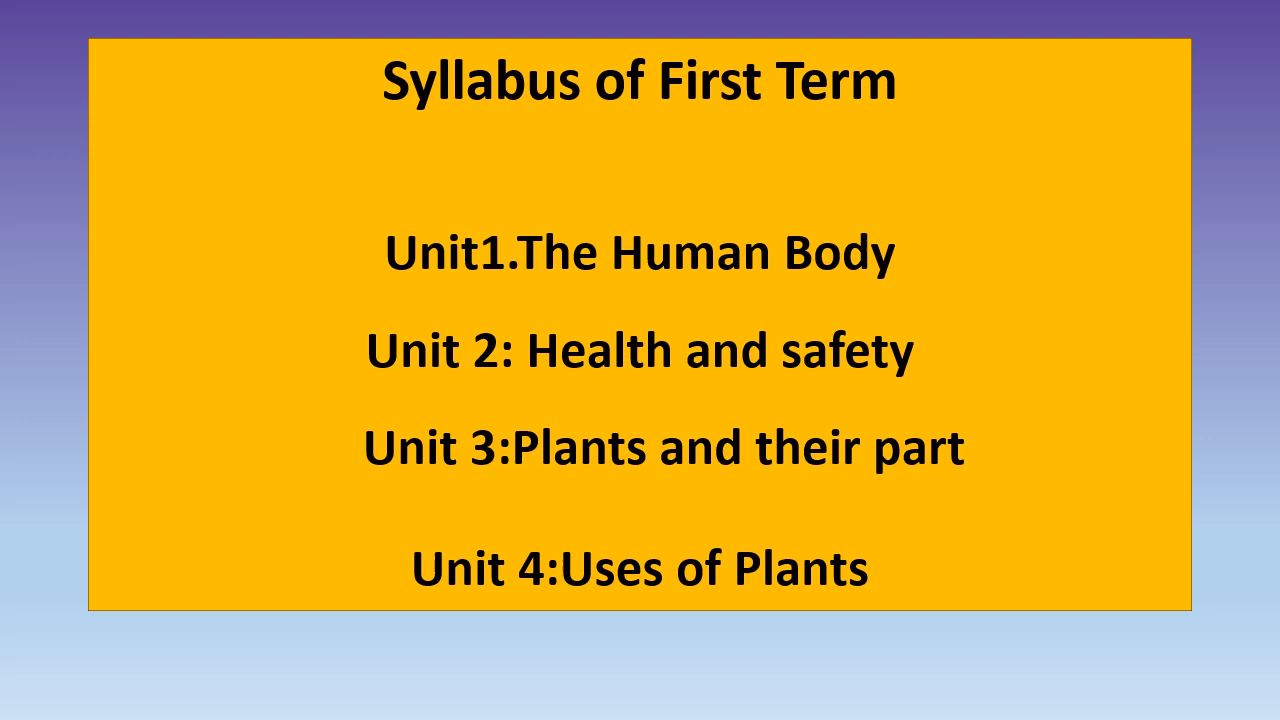 Syllabus of First Term
Unit1.The Human Body
Unit 2: Health and safety
Unit 3:Plants and their part
Unit 4:Uses of Plants